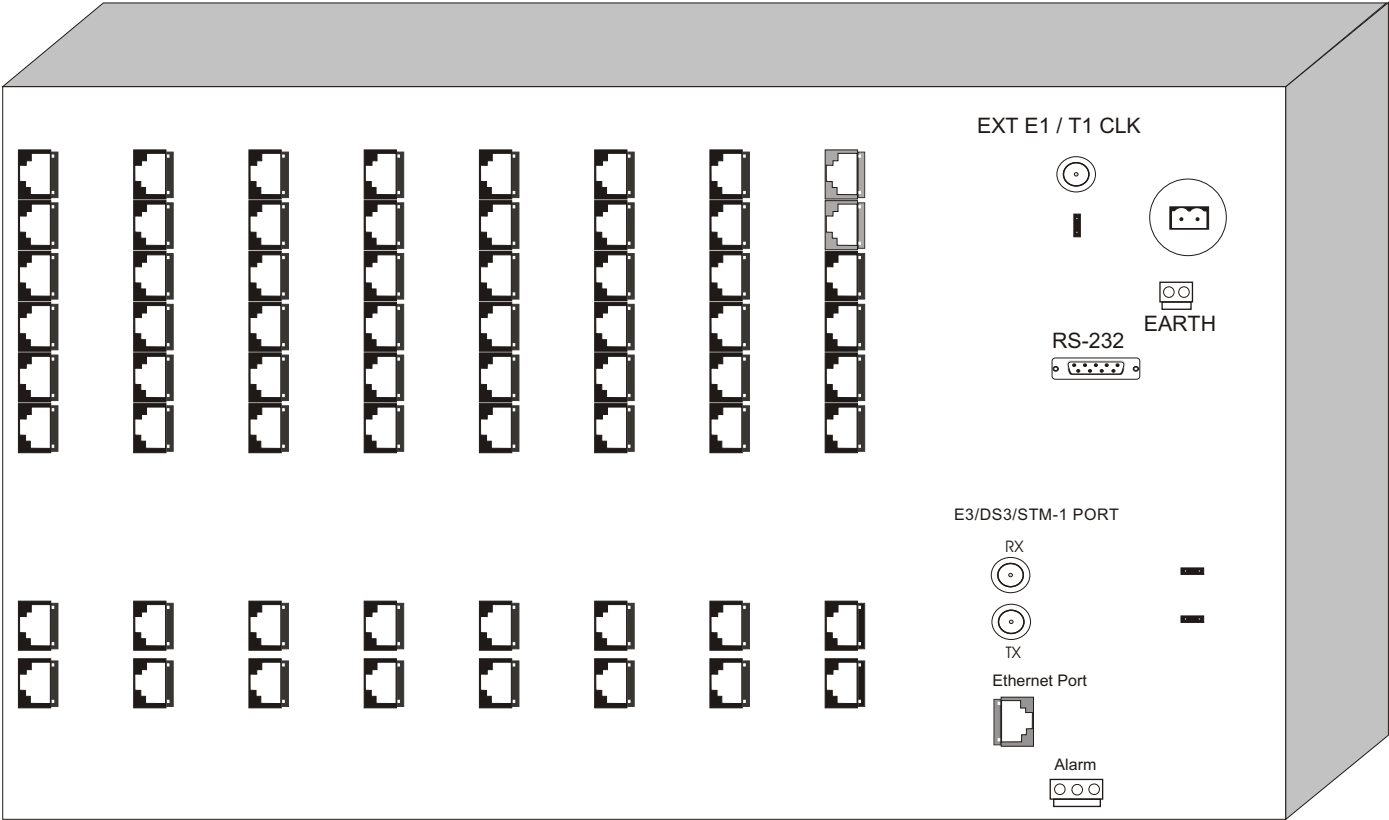 EXT E1 / T1 CLK
EARTH
RS-232
E3/DS3/STM-1 PORT
RX
TX
Ethernet Port
Alarm